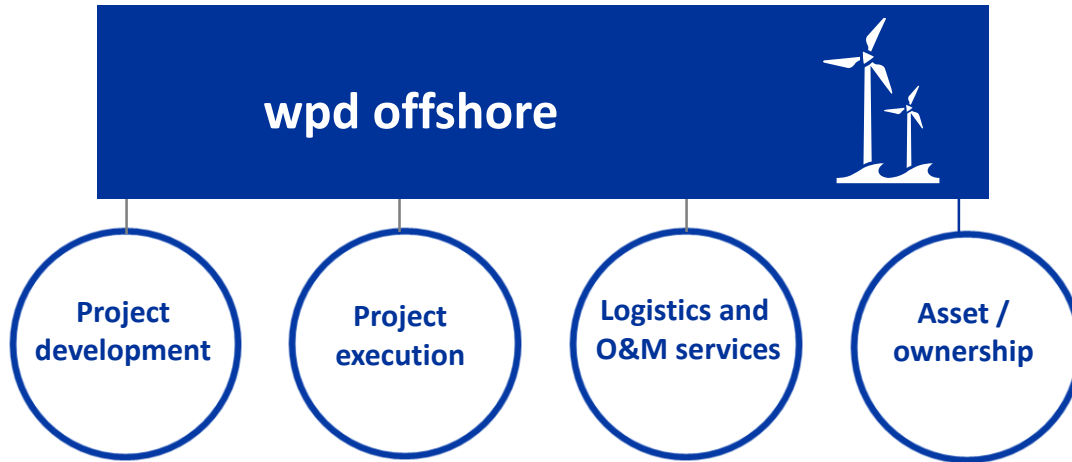 wpd offshore
Project
development
Project
execution
Logistics and
O&M services
Asset /
ownership